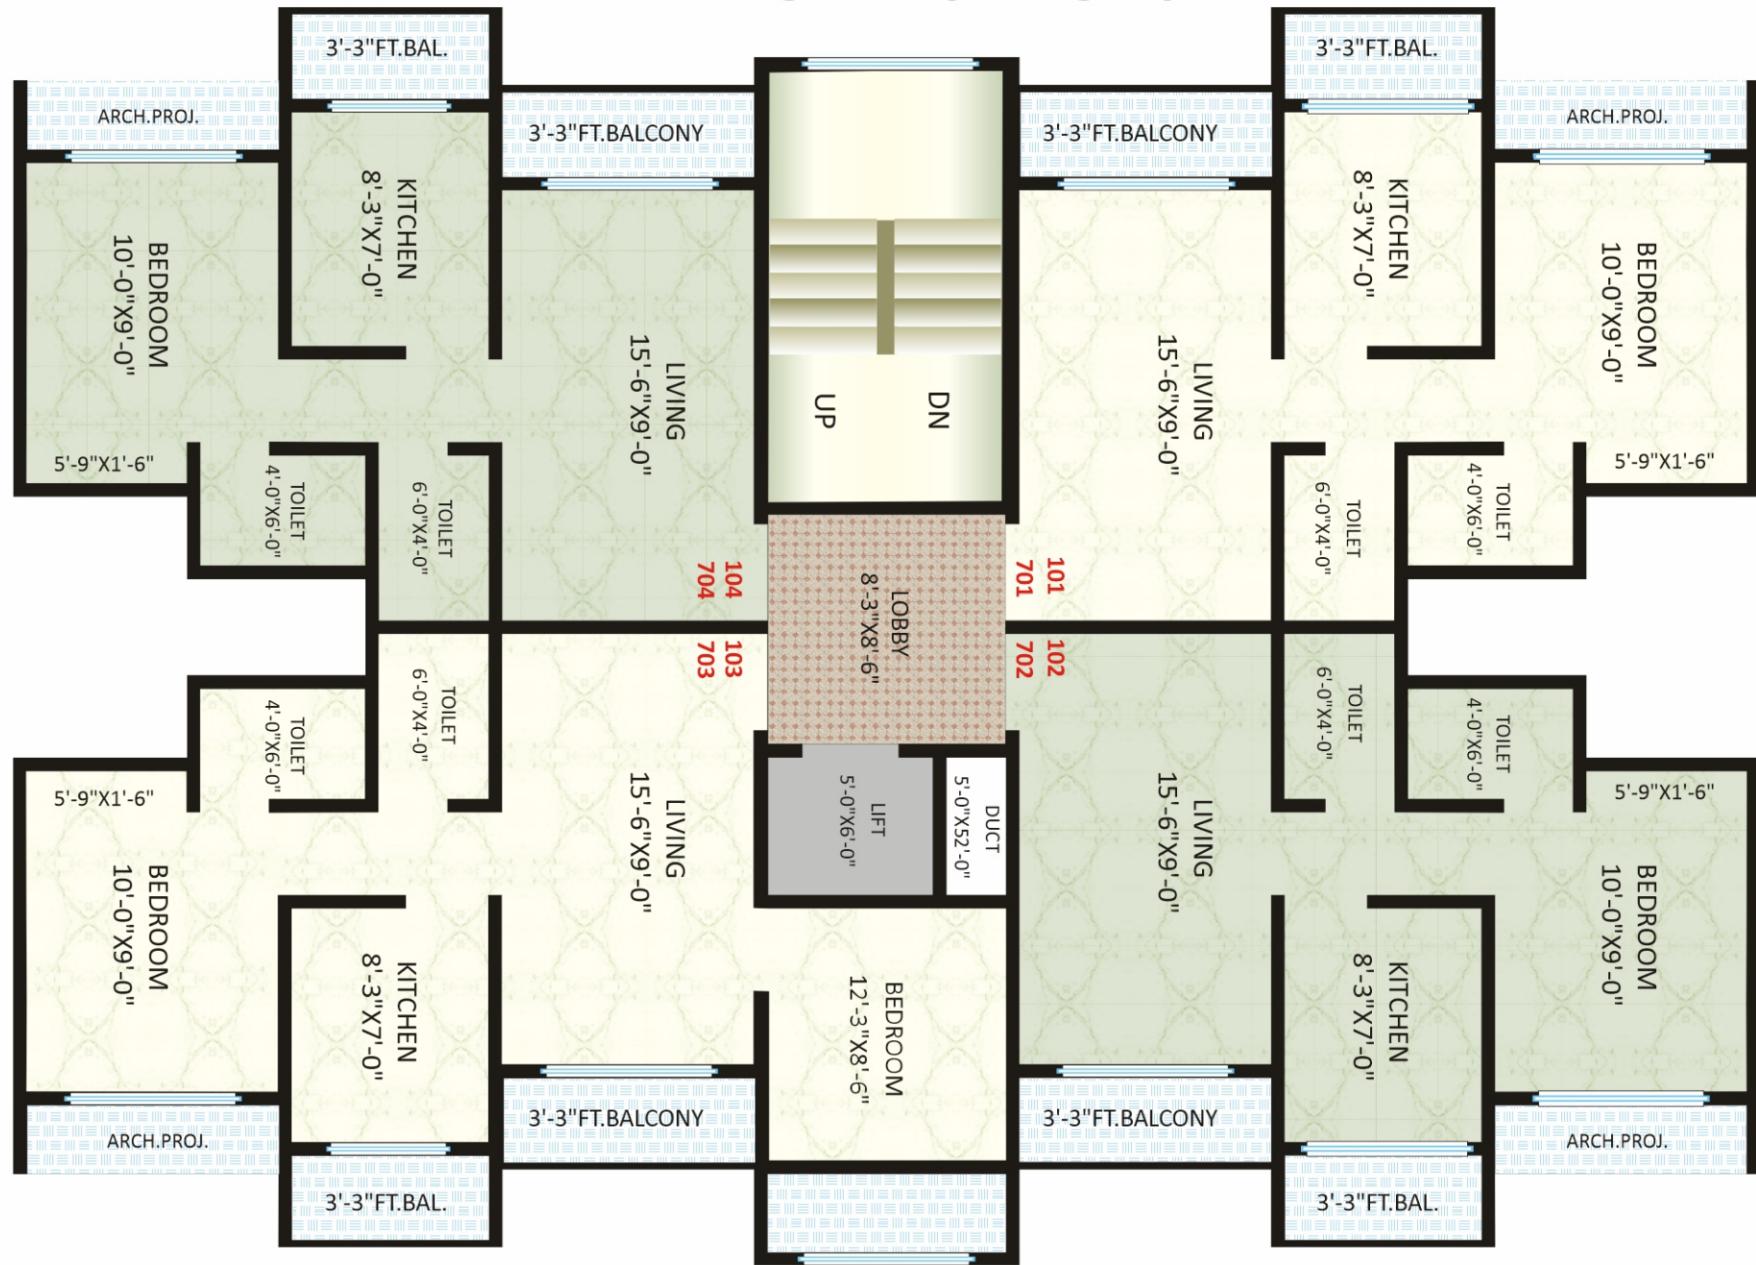 3'-3"FT.BAL.
3'-3"FT.BAL.
ARCH.PROJ.
3'-3"FT.BALCONY
3'-3"FT.BALCONY
ARCH.PROJ.
BEDROOM
10'-0"X9'-0"
KITCHEN
8'-3"X7'-0"
LIVING
15'-6"X9'-0"
UP
DN
LIVING
15'-6"X9'-0"
KITCHEN
8'-3"X7'-0"
BEDROOM
10'-0"X9'-0"
5'-9"X1'-6"
TOILET
4'-0"X6'-0"
TOILET
6'-0"X4'-0"
TOILET
6'-0"X4'-0"
TOILET
4'-0"X6'-0"
5'-9"X1'-6"
104
704
LOBBY
8'-3"X8'-6"
101
701
103
703
102
702
5'-9"X1'-6"
TOILET
4'-0"X6'-0"
TOILET
6'-0"X4'-0"
TOILET
6'-0"X4'-0"
TOILET
4'-0"X6'-0"
5'-9"X1'-6"
LIFT
5'-0"X6'-0"
DUCT
5'-0"X52'-0"
BEDROOM
10'-0"X9'-0"
KITCHEN
8'-3"X7'-0"
LIVING
15'-6"X9'-0"
BEDROOM
12'-3"X8'-6"
LIVING
15'-6"X9'-0"
KITCHEN
8'-3"X7'-0"
BEDROOM
10'-0"X9'-0"
ARCH.PROJ.
3'-3"FT.BALCONY
3'-3"FT.BALCONY
ARCH.PROJ.
3'-3"FT.BAL.
3'-3"FT.BAL.